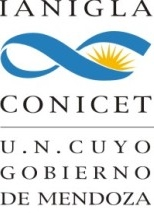 IANIGLA
CONICET
U.N.CUYO
GOBIERNO
DE MENDOZA